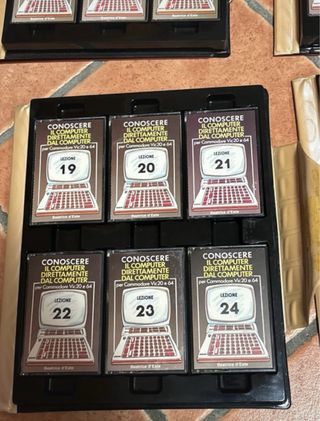 Beatrice d'Este
Beatrice d'Este
CONOSCERE
IL COMPUTER
DIRETTAMENTE
DAL COMPUTER
per Commodore Vic 20 e 64
LEZIONE
19
Beatrice d'Este
CONOSCERE
IL COMPUTER
DIRETTAMENTE
DAL COMPUTER
per Commodore Vic 20 e 64
LEZIONE
20
Beatrice d'Este
CONOSCERE
IL COMPUTER
DIRETTAMENTE
DAL COMPUTER
per Commodore Vic 20 e 64
LEZIONE
21
Beatrice d'Este
CONOSCERE
IL COMPUTER
DIRETTAMENTE
DAL COMPUTER
per Commodore Vic 20 e 64
LEZIONE
22
Beatrice d'Este
CONOSCERE
IL COMPUTER
DIRETTAMENTE
DAL COMPUTER
per Commodore Vic 20 e 64
LEZIONE
23
Beatrice d'Este
CONOSCERE
IL COMPUTER
DIRETTAMENTE
DAL COMPUTER
per Commodore Vic 20 e 64
LEZIONE
24
Beatrice d'Este